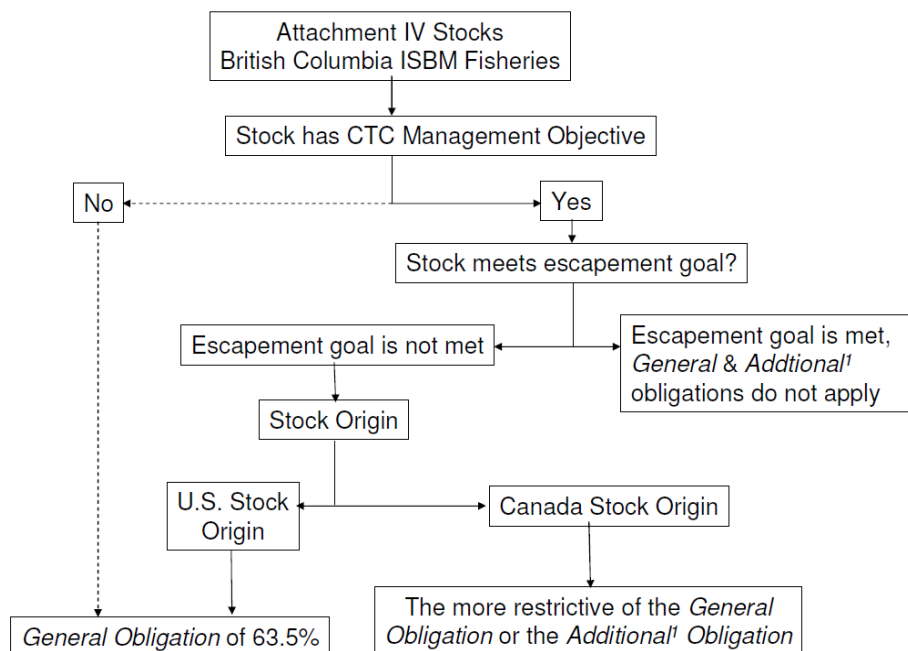 Attachment IV Stocks
British Columbia ISBM Fisheries
Stock has CTC Management Objective
No
Yes
Stock meets escapement goal?
Escapement goal is not met
Escapement goal is met,
General & Addtional¹
obligations do not apply
Stock Origin
U.S. Stock
Origin
Canada Stock Origin
General Obligation of 63.5%
The more restrictive of the General
Obligation or the Additional¹ Obligation